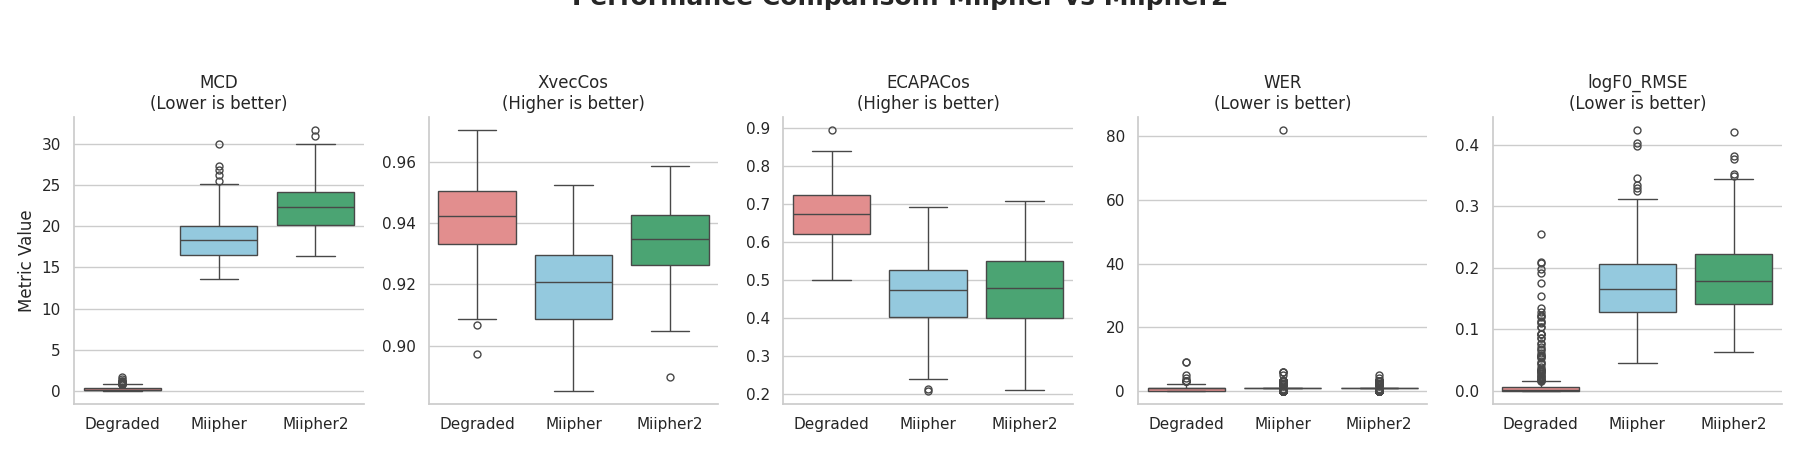 Performance Comparison: Miipher vs Miipher2
MCD
(Lower is better)
XvecCos
(Higher is better)
ECAPACos
(Higher is better)
WER
(Lower is better)
logF0_RMSE
(Lower is better)
Metric Value
30
25
20
15
10
5
0
Degraded
Miipher
Miipher2
0.96
0.94
0.92
0.90
Degraded
Miipher
Miipher2
0.9
0.8
0.7
0.6
0.5
0.4
0.3
0.2
Degraded
Miipher
Miipher2
80
60
40
20
0
Degraded
Miipher
Miipher2
0.4
0.3
0.2
0.1
0.0
Degraded
Miipher
Miipher2